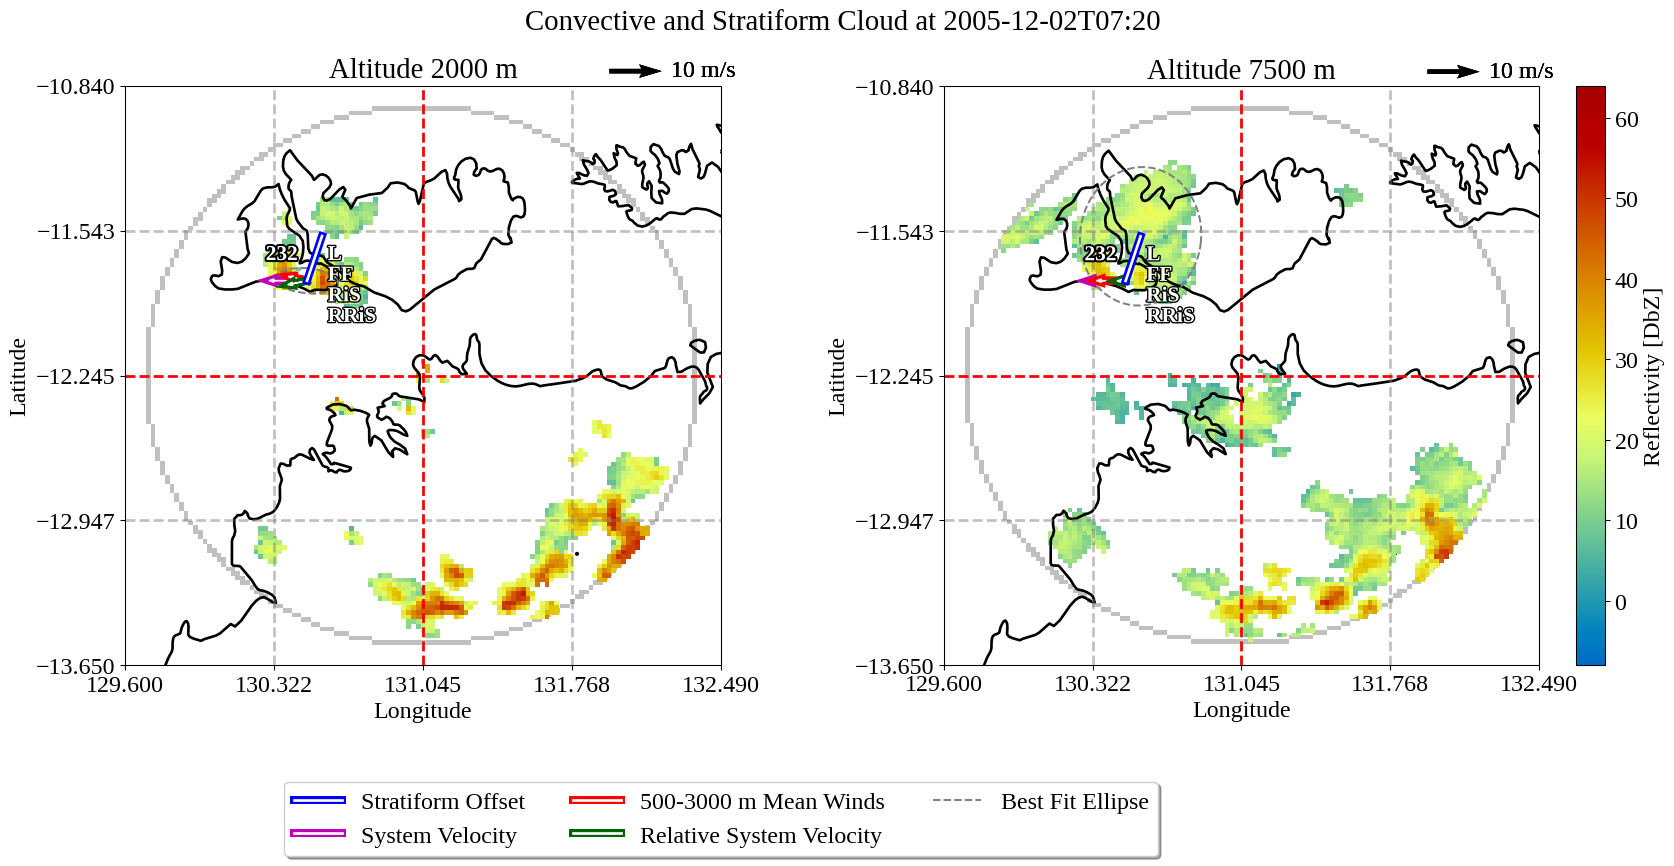 Convective and Stratiform Cloud at 2005-12-02T07:20
Altitude 2000 m
10 m/s
−10.840
−11.543
−12.245
−12.947
−13.650
Latitude
129.600
130.322
131.045
131.768
132.490
Longitude
232
L
FF
RiS
RRiS
Altitude 7500 m
10 m/s
−10.840
−11.543
−12.245
−12.947
−13.650
Latitude
129.600
130.322
131.045
131.768
132.490
Longitude
232
L
FF
RiS
RRiS
60
50
40
30
20
10
0
Reflectivity [DbZ]
Stratiform Offset
System Velocity
500-3000 m Mean Winds
Relative System Velocity
Best Fit Ellipse